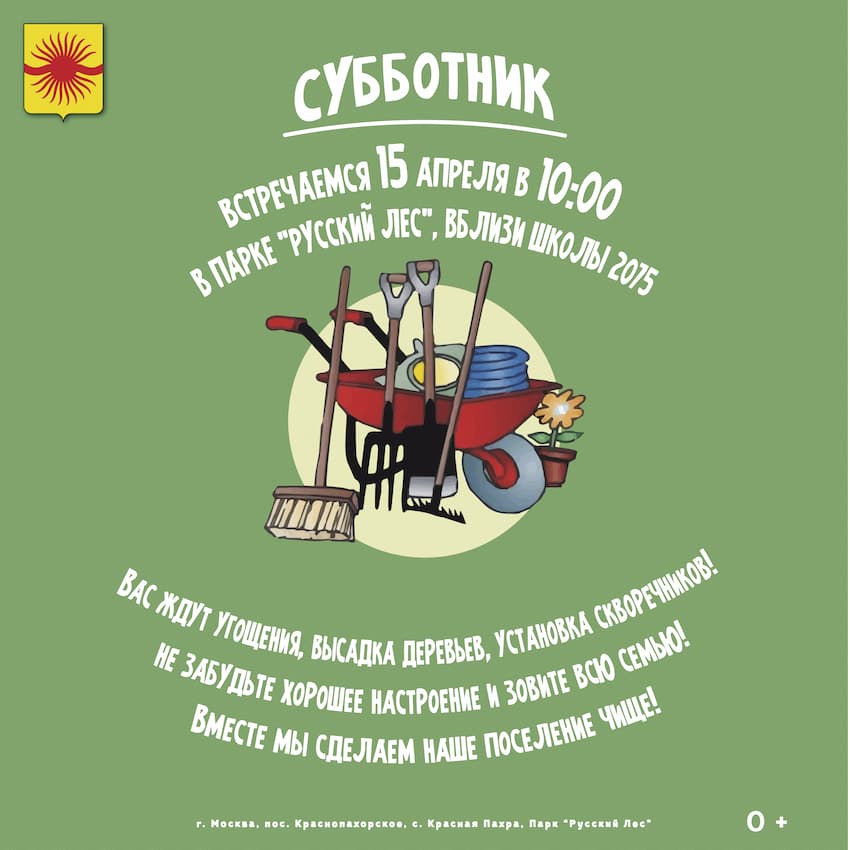 СУББОТНИК
ВСТРЕЧАЕМСЯ 15 АПРЕЛЯ В 10:00
В ПАРКЕ "РУССКИЙ ЛЕС", ВБЛИЗИ ШКОЛЫ 2075
ВАС ЖДУТ УГОЩЕНИЯ, ВЫСАДКА ДЕРЕВЬЕВ, УСТАНОВКА СКВОРЕЧНИКОВ!
НЕ ЗАБУДЬТЕ ХОРОШЕЕ НАСТРОЕНИЕ И ЗОВИТЕ ВСЮ СЕМЬЮ!
ВМЕСТЕ МЫ СДЕЛАЕМ НАШЕ ПОСЕЛЕНИЕ ЧИЩЕ!
г. Москва, пос. Краснопахорское, с. Красная Пахра, Парк "Русский Лес"
0 +